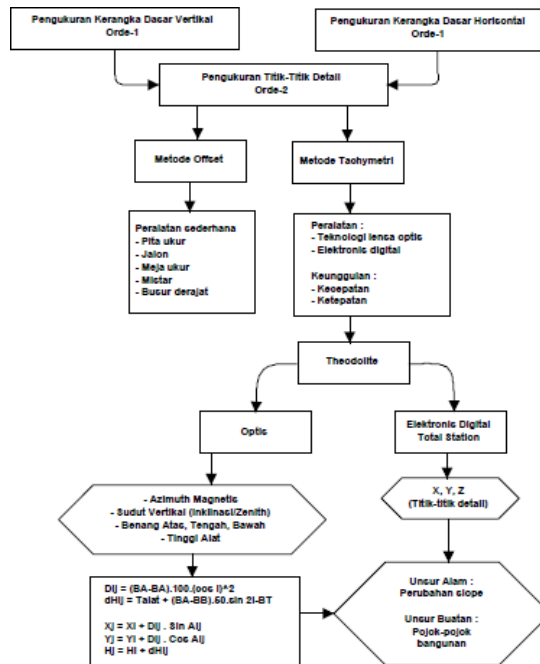 Pengukuran Kerangka Dasar Vertikal
Orde-1
Pengukuran Kerangka Dasar Horisontal
Orde-1
Pengukuran Titik-Titik Detail
Orde-2
Metode Offset
Metode Tachymetri
Peralatan sederhana
- Pita ukur
- Jalon
- Meja ukur
- Mistar
- Busur derajat
Peralatan :
- Teknologi lensa optis
- Elektronis digital
Keunggulan :
- Kecepatan
- Ketepatan
Theodolite
Optis
Elektronis Digital
Total Station
- Azimuth Magnetis
- Sudut Vertikal (Inklinasi/Zenith)
- Benang Atas, Tengah, Bawah
- Tinggi Alat
X, Y, Z
(Titik-titik detail)
Dij = (BA-BA).100.(cos i)^2
dHij = Talat + (BA-BB).50.sin 2i-BT
Xj = Xi + Dij . Sin Aij
Yj = Yi + Dij . Cos Aij
Hj = Hi + dHij
Unsur Alam :
Perubahan slope
Unsur Buatan :
Pojok-pojok
bangunan